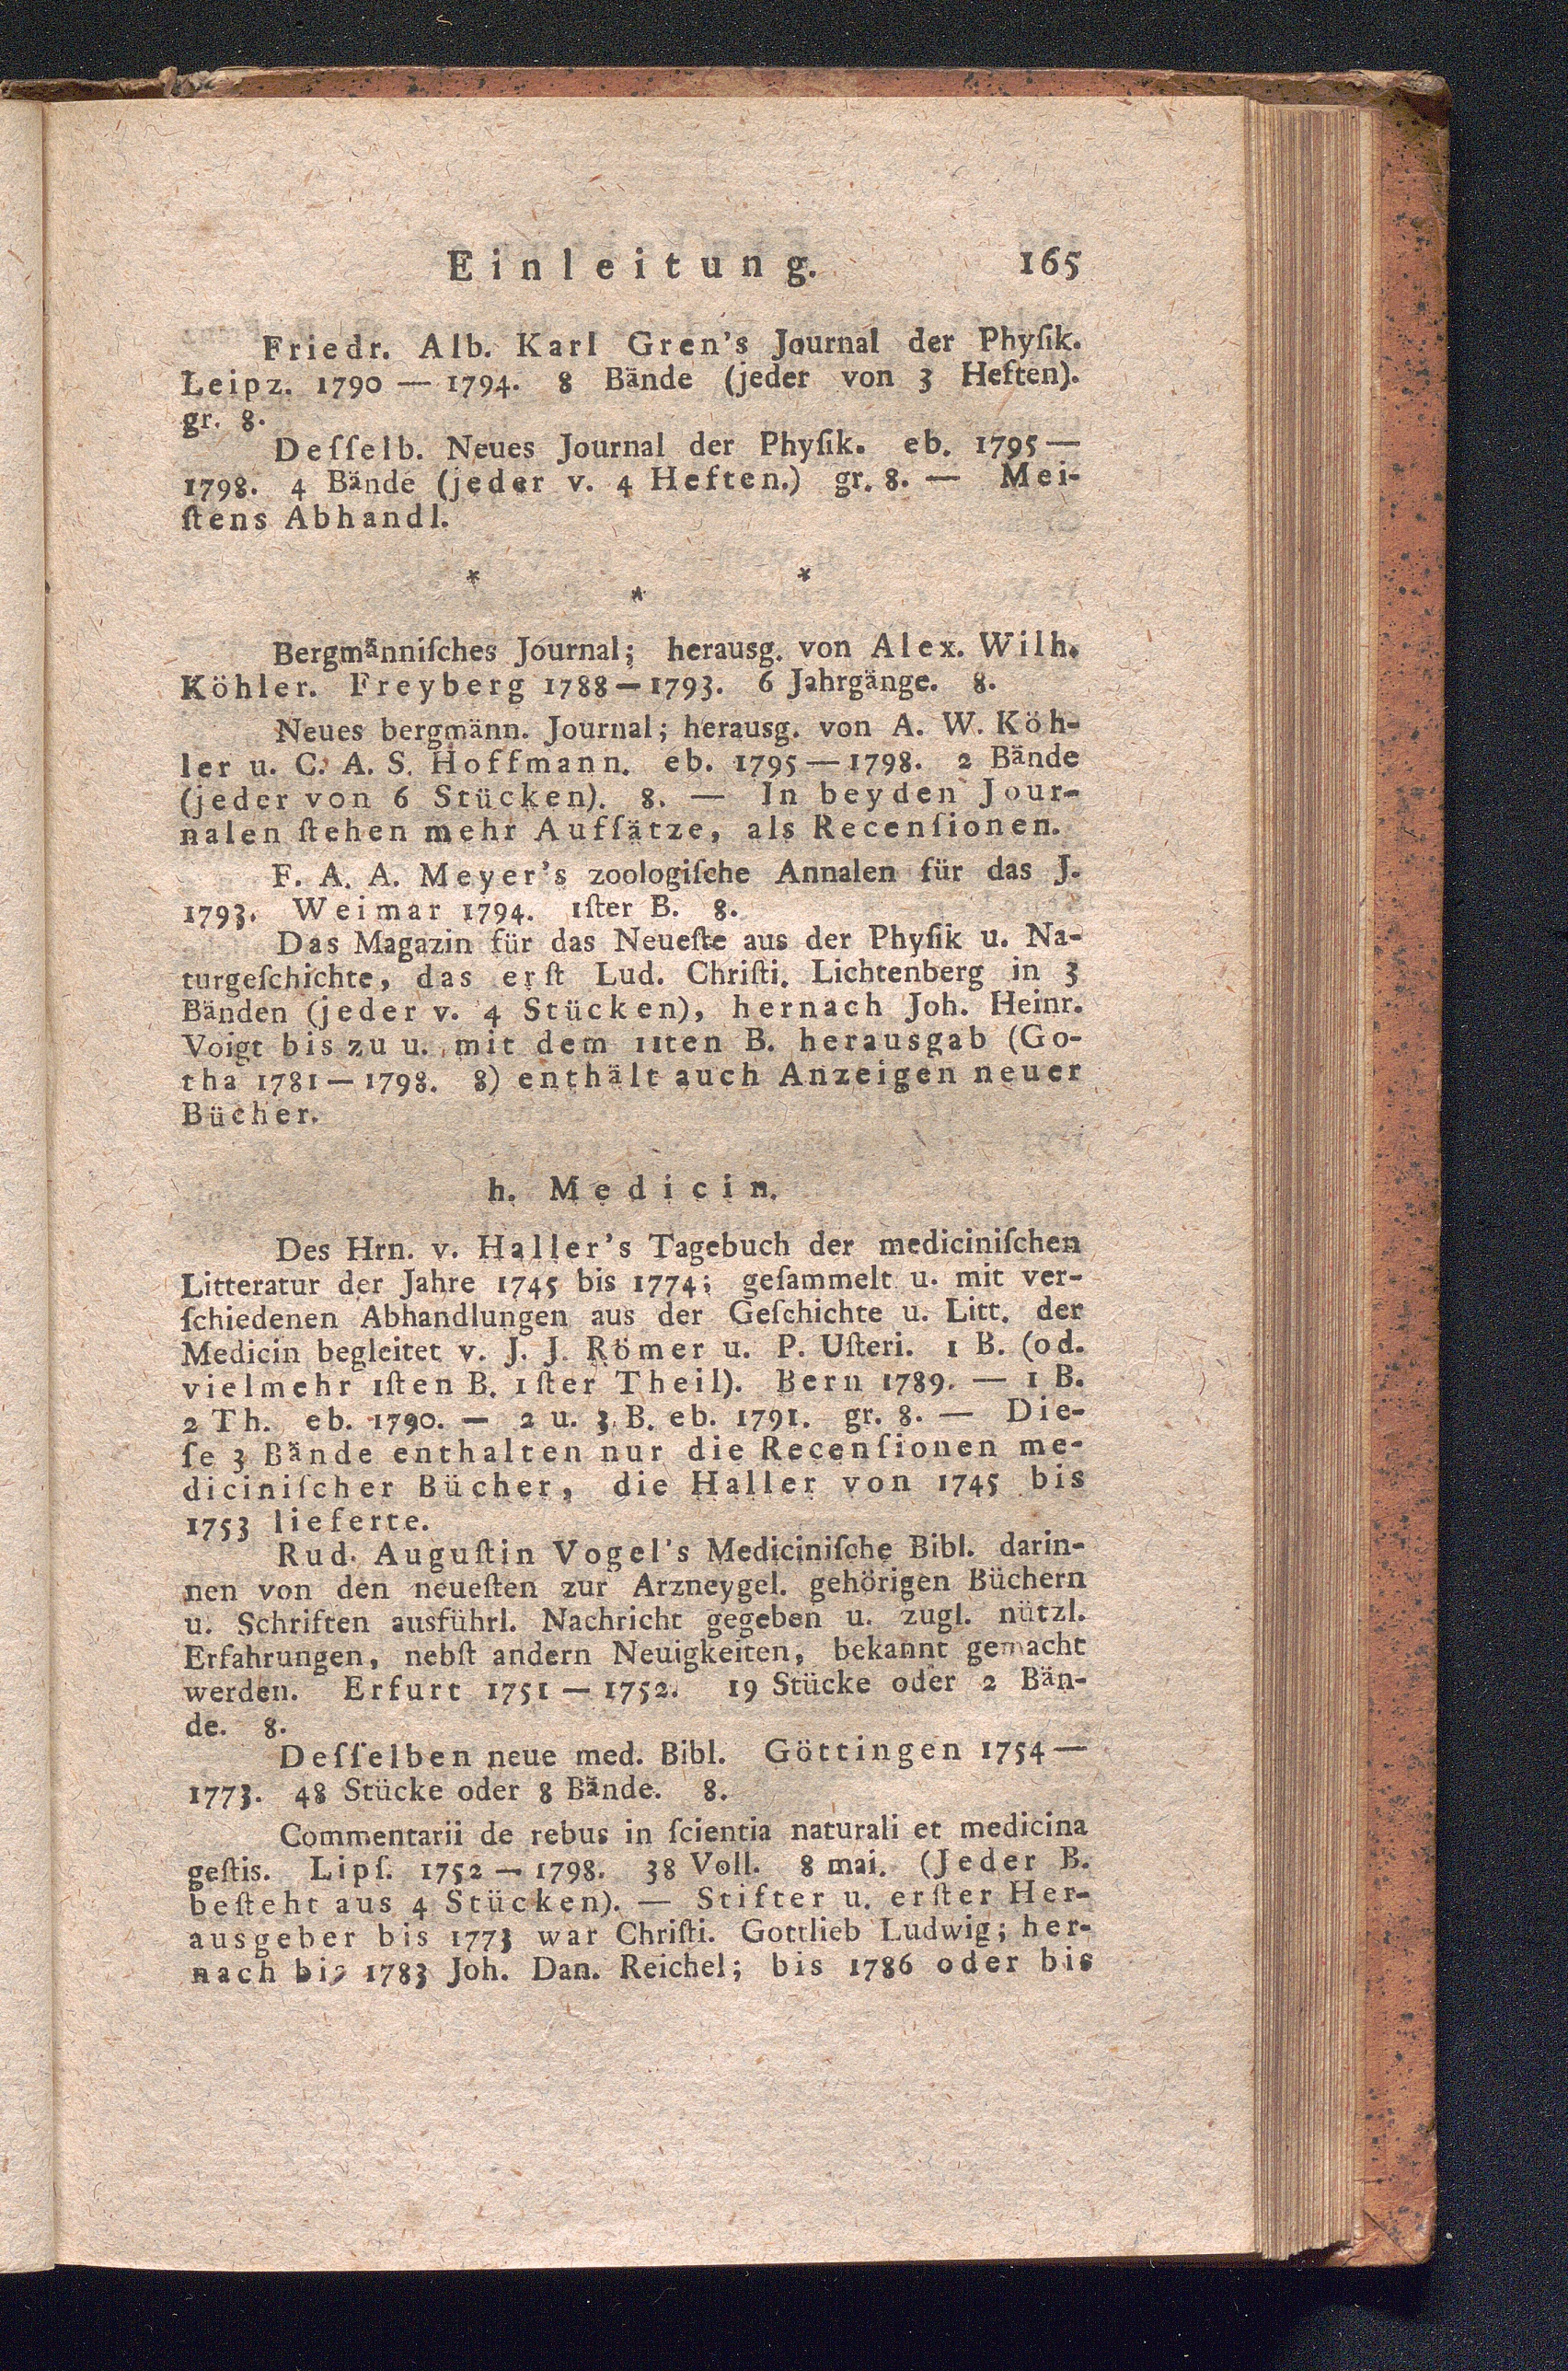 Einleitung. 165
Friedr. Alb. Karl Gren's Journal der Phyſik.
Leipz. 1790 — 1794. 8 Bände (jeder von 3 Heften).
gr. 8.
Deſſelb. Neues Journal der Phyſik. eb. 1795 —
1798. 4 Bände (jeder v. 4 Heften.) gr. 8. — Mei-
ſtens Abhandl.
* * *
Bergmänniſches Journal; herausg. von Alex. Wilh.
Köhler. Freyberg 1788 — 1793. 6 Jahrgänge. 8.
Neues bergmänn. Journal; herausg. von A. W. Köh-
ler u. C. A. S. Hoffmann. eb. 1795 — 1798. 2 Bände
(jeder von 6 Stücken). 8. — In beyden Jour-
nalen ſtehen mehr Aufſätze, als Recenſionen.
F. A. A. Meyer's zoologiſche Annalen für das J.
1793. Weimar 1794. 1ſter B. 8.
Das Magazin für das Neueſte aus der Phyſik u. Na-
turgeſchichte, das erſt Lud. Chriſti. Lichtenberg in 3
Bänden (jeder v. 4 Stücken), hernach Joh. Heinr.
Voigt bis zu u. mit dem 11ten B. herausgab (Go-
tha 1781 — 1798. 8) enthält auch Anzeigen neuer
Bücher.
h. Medicin.
Des Hrn. v. Haller's Tagebuch der mediciniſchen
Litteratur der Jahre 1745 bis 1774; geſammelt u. mit ver-
ſchiedenen Abhandlungen aus der Geſchichte u. Litt. der
Medicin begleitet v. J. J. Römer u. P. Uſteri. 1 B. (od.
vielmehr 1ſten B. 1ſter Theil). Bern 1789. — 1 B.
2 Th. eb. 1790. — 2 u. 3 B. eb. 1791. gr. 8. — Die-
ſe 3 Bände enthalten nur die Recenſionen me-
diciniſcher Bücher, die Haller von 1745 bis
1753 lieferte.
Rud. Auguſtin Vogel's Mediciniſche Bibl. darin-
nen von den neueſten zur Arzneygel. gehörigen Büchern
u. Schriften ausführl. Nachricht gegeben u. zugl. nützl.
Erfahrungen, nebſt andern Neuigkeiten, bekannt gemacht
werden. Erfurt 1751 — 1752. 19 Stücke oder 2 Bän-
de. 8.
Deſſelben neue med. Bibl. Göttingen 1754 —
1773. 48 Stücke oder 8 Bände. 8.
Commentarii de rebus in ſcientia naturali et medicina
geſtis. Lipſ. 1752 — 1798. 38 Voll. 8 mai. (Jeder B.
beſteht aus 4 Stücken). — Stifter u. erſter Her-
ausgeber bis 1773 war Chriſti. Gottlieb Ludwig; her-
nach bis 1783 Joh. Dan. Reichel; bis 1786 oder bis